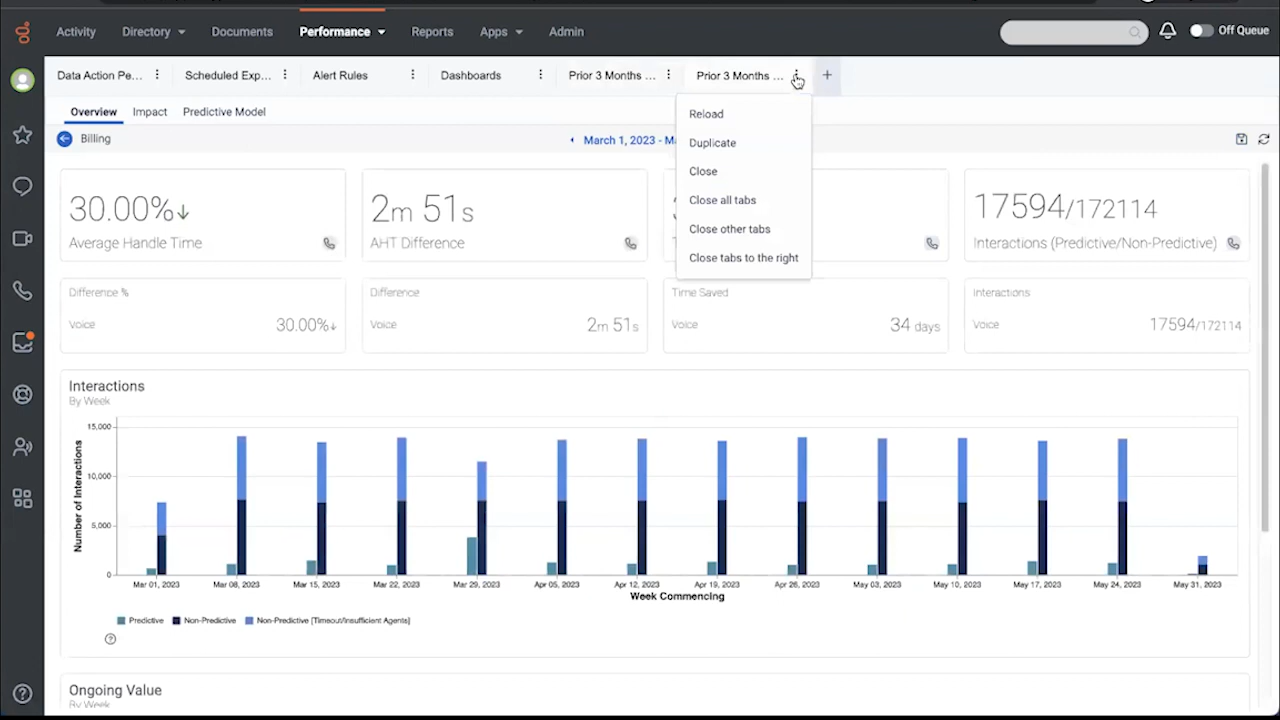 Activity Directory Documents Performance Reports Apps Admin Off Queue
Data Action Pe... Scheduled Exp... Alert Rules Dashboards Prior 3 Months ... Prior 3 Months ... +
Overview Impact Predictive Model
Billing
March 1, 2023 -
Reload
Duplicate
Close
Close all tabs
Close other tabs
Close tabs to the right
30.00%↓
Average Handle Time
2m 51s
AHT Difference
17594/172114
Interactions (Predictive/Non-Predictive)
Difference %
Voice 30.00%↓
Difference
Voice 2m 51s
Time Saved
Voice 34 days
Interactions
Voice 17594/172114
Interactions
By Week
Number of Interactions
15,000
10,000
5,000
0
Mar 01, 2023 Mar 08, 2023 Mar 15, 2023 Mar 22, 2023 Mar 29, 2023 Apr 05, 2023 Apr 12, 2023 Apr 19, 2023 Apr 26, 2023 May 03, 2023 May 10, 2023 May 17, 2023 May 24, 2023 May 31, 2023
Week Commencing
Predictive Non-Predictive Non-Predictive [Timeout/Insufficient Agents]
Ongoing Value
By Week